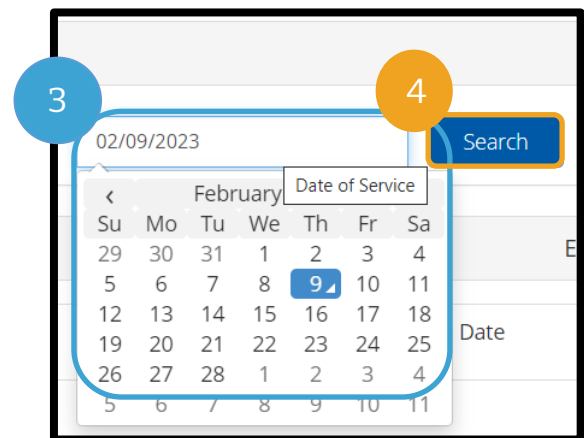 3
4
02/09/2023
Search
‹ February
Date of Service
Su Mo Tu We Th Fr Sa
29 30 31 1 2 3 4
5 6 7 8 9 10 11
12 13 14 15 16 17 18
19 20 21 22 23 24 25
26 27 28 1 2 3 4
5 6 7 8 9 10 11
E
Date